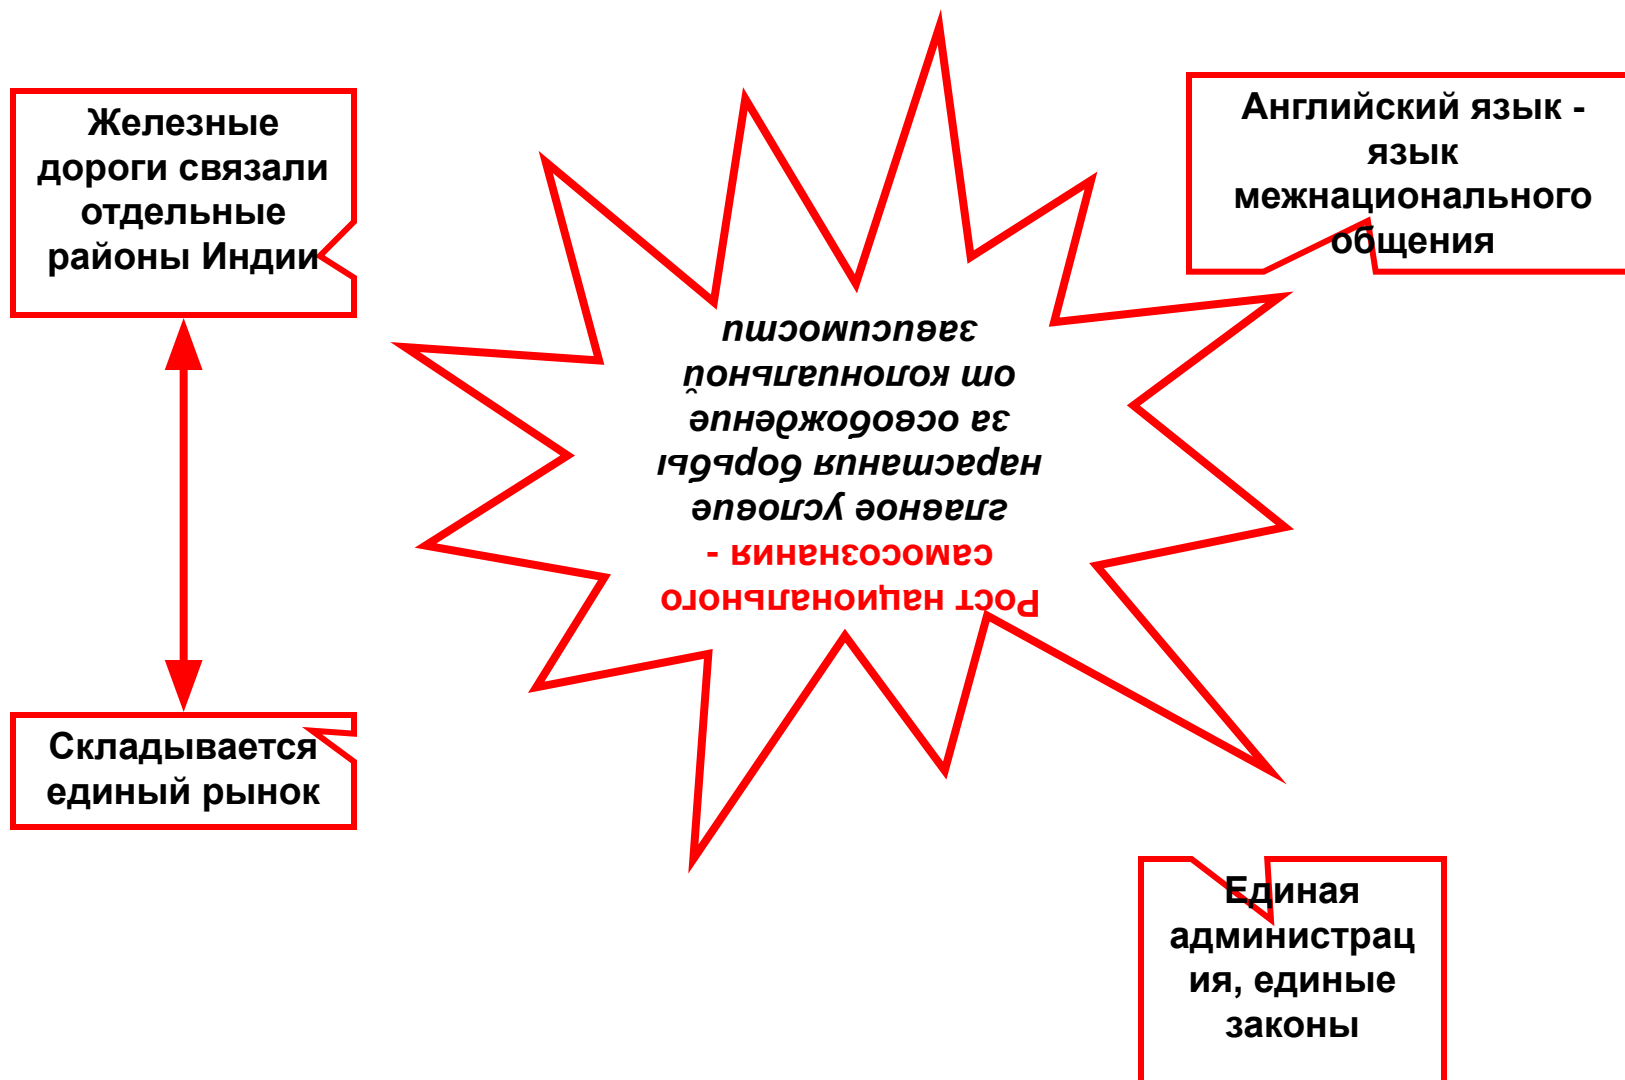 Железные
дороги связали
отдельные
районы Индии
Английский язык -
язык
межнационального
общения
Рост национального
самосознания -
главное условие
нарастания борьбы
за освобождение
от колониальной
зависимости
Складывается
единый рынок
Единая
администрац
ия, единые
законы